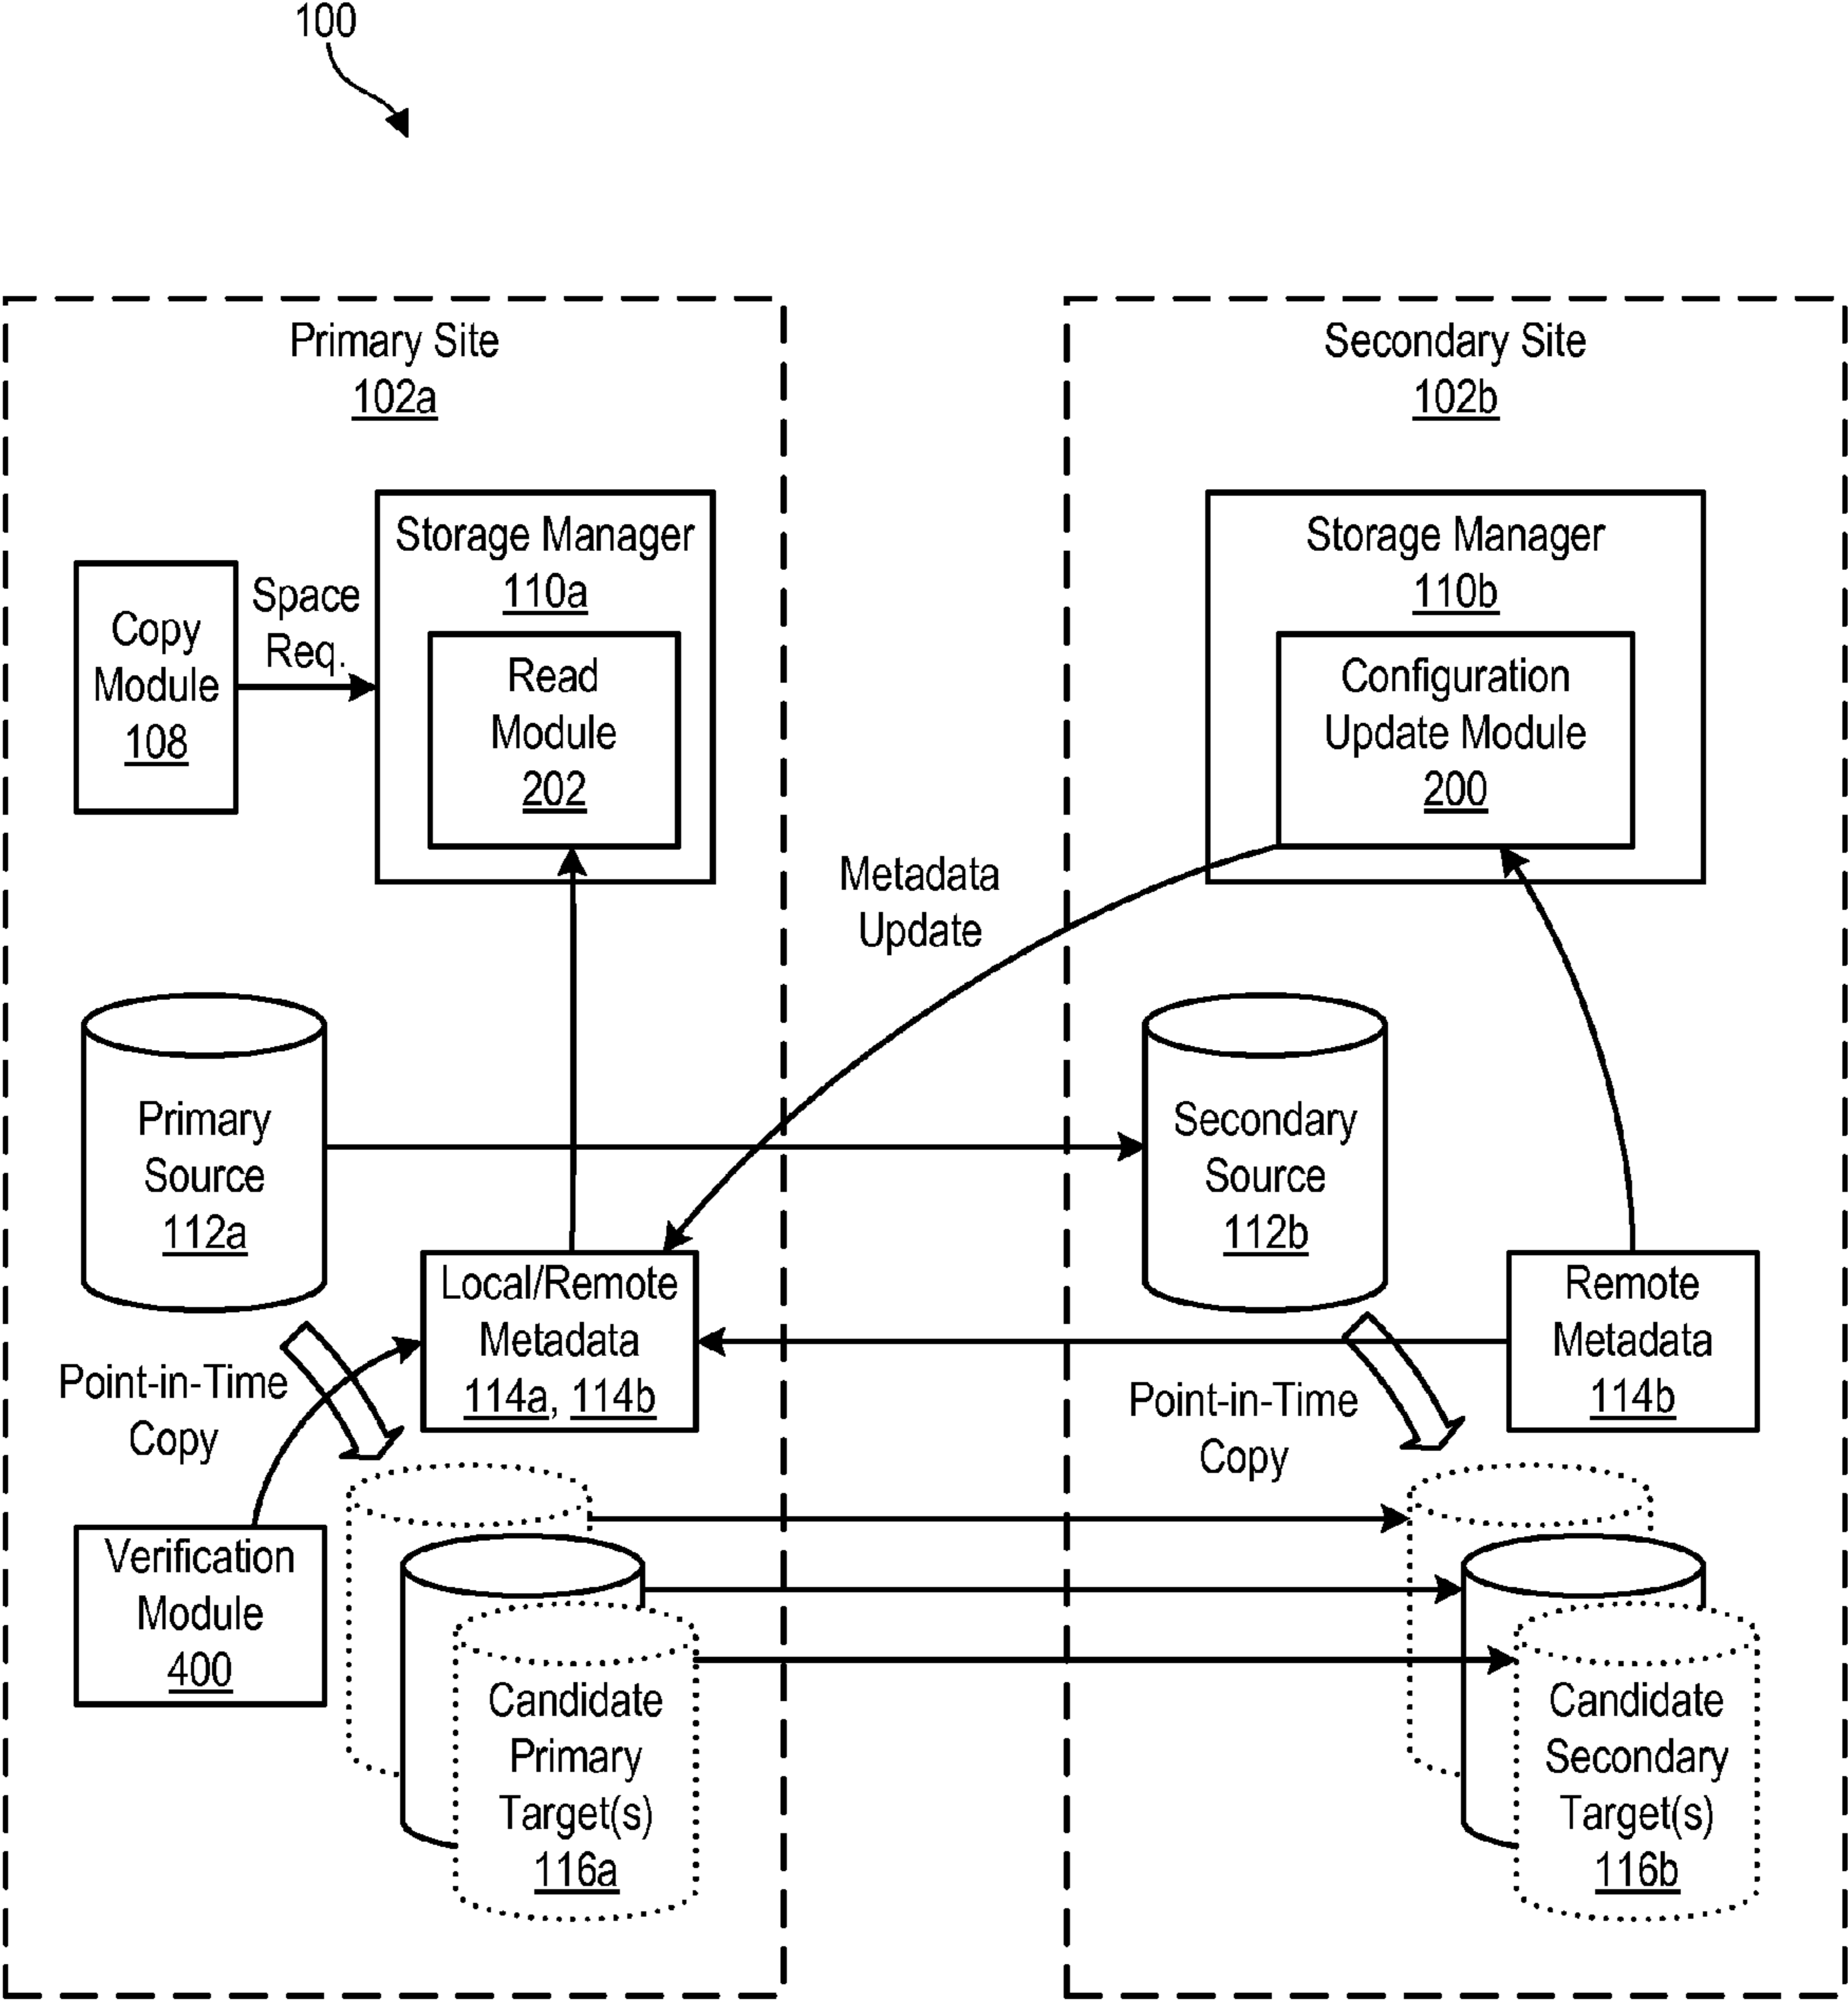 100
Primary Site
102a
Secondary Site
102b
Copy
Module
108
Space
Req.
Storage Manager
110a
Read
Module
202
Storage Manager
110b
Configuration
Update Module
200
Metadata
Update
Primary
Source
112a
Secondary
Source
112b
Local/Remote
Metadata
114a, 114b
Remote
Metadata
114b
Point-in-Time
Copy
Point-in-Time
Copy
Verification
Module
400
Candidate
Primary
Target(s)
116a
Candidate
Secondary
Target(s)
116b